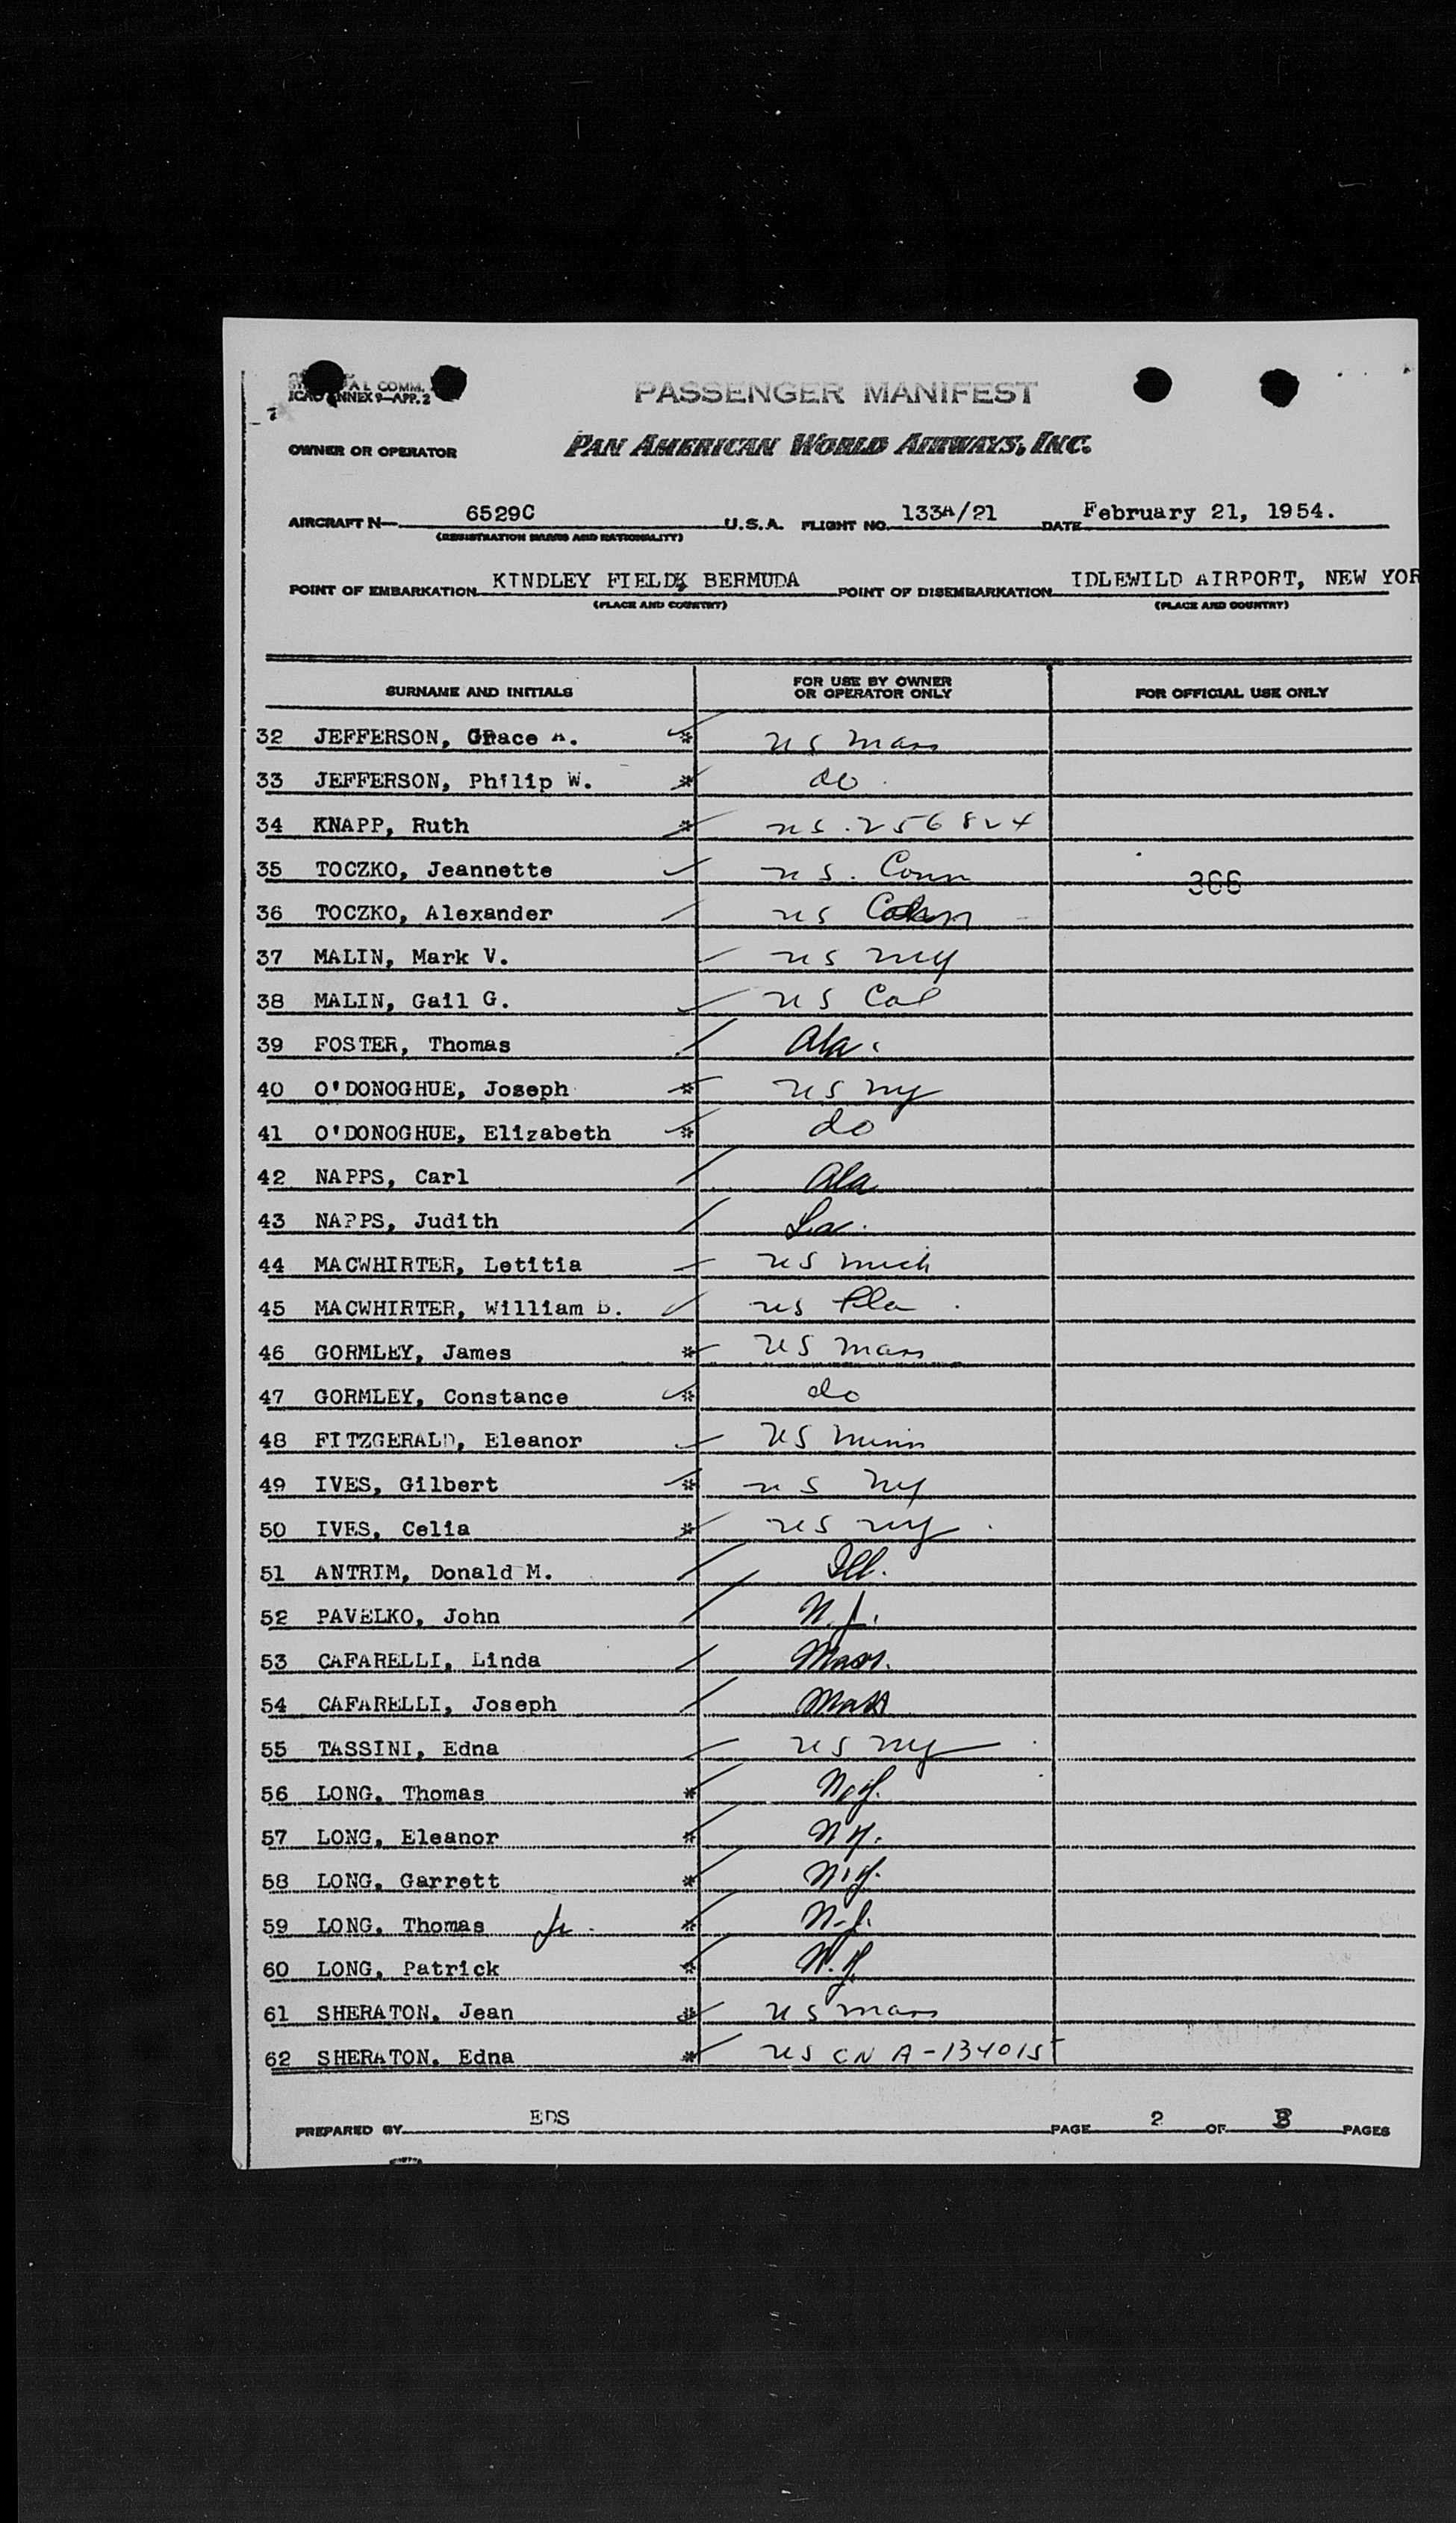 COMM.
ICAO ANNEX 9—APP. 2
PASSENGER MANIFEST
OWNER OR OPERATOR PAN AMERICAN WORLD AIRWAYS, INC.
AIRCRAFT N— 6529C U.S.A. FLIGHT NO. 133A/21 DATE February 21, 1954.
(REGISTRATION MARKS AND NATIONALITY)
POINT OF EMBARKATION KINDLEY FIELD, BERMUDA POINT OF DISEMBARKATION IDLEWILD AIRPORT, NEW YOR
(PLACE AND COUNTRY) (PLACE AND COUNTRY)
SURNAME AND INITIALS FOR USE BY OWNER OR OPERATOR ONLY FOR OFFICIAL USE ONLY
32 JEFFERSON, Grace A. * US Mass
33 JEFFERSON, Philip W. * do
34 KNAPP, Ruth * US. 256824
35 TOCZKO, Jeannette US. Conn 366
36 TOCZKO, Alexander US Conn
37 MALIN, Mark V. US NY
38 MALIN, Gail G. US Cal
39 FOSTER, Thomas Ala.
40 O'DONOGHUE, Joseph * US NY
41 O'DONOGHUE, Elizabeth * do
42 NAPPS, Carl Ala
43 NAPPS, Judith La.
44 MACWHIRTER, Letitia US Mich
45 MACWHIRTER, William B. US Fla
46 GORMLEY, James * US Mass
47 GORMLEY, Constance * do
48 FITZGERALD, Eleanor US Minn
49 IVES, Gilbert * US NY
50 IVES, Celia * US NY
51 ANTRIM, Donald M. Ill.
52 PAVELKO, John N.J.
53 CAFARELLI, Linda Mass.
54 CAFARELLI, Joseph Mass
55 TASSINI, Edna US NY
56 LONG, Thomas * N.Y.
57 LONG, Eleanor * NY.
58 LONG, Garrett * N.Y.
59 LONG, Thomas Jr. * N.J.
60 LONG, Patrick * N.Y.
61 SHERATON, Jean * US Mass
62 SHERATON, Edna * US CN A-134015
PREPARED BY EDS PAGE 2 OF 3 PAGES